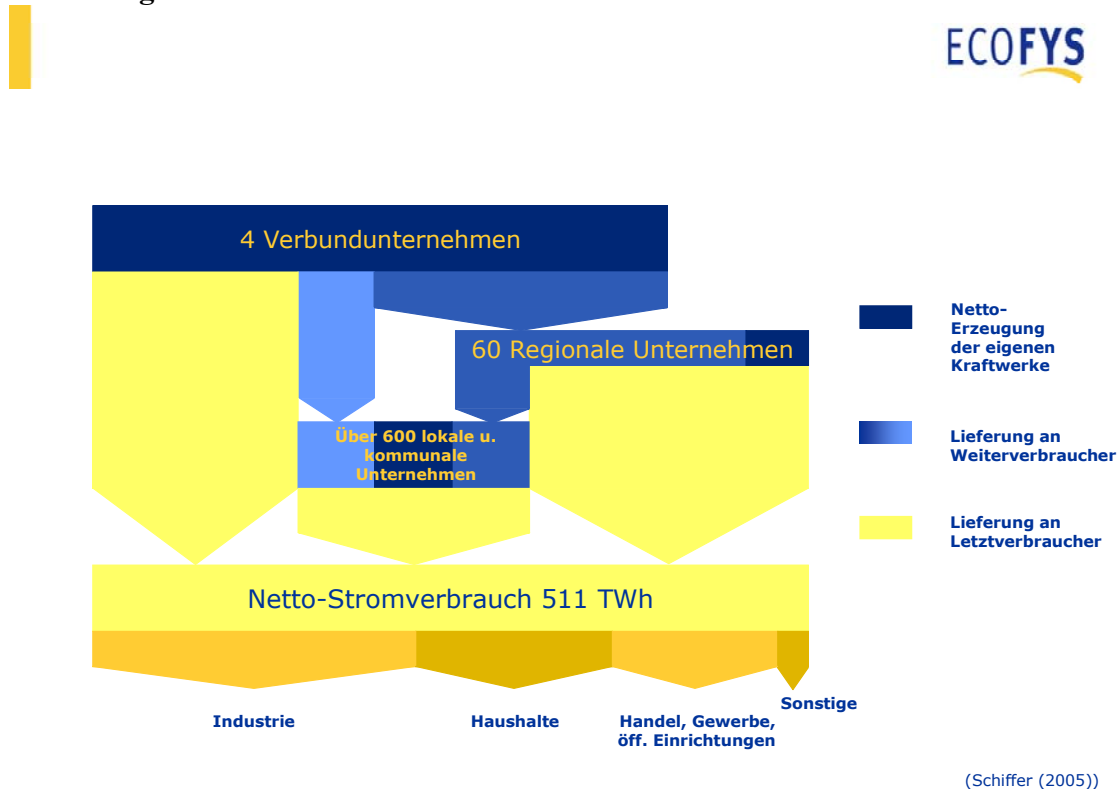 ECOFYS
4 Verbundunternehmen
60 Regionale Unternehmen
Über 600 lokale u.
kommunale
Unternehmen
Netto-
Erzeugung
der eigenen
Kraftwerke
Lieferung an
Weiterverbraucher
Lieferung an
Letztverbraucher
Netto-Stromverbrauch 511 TWh
Industrie
Haushalte
Handel, Gewerbe,
öff. Einrichtungen
Sonstige
(Schiffer (2005))